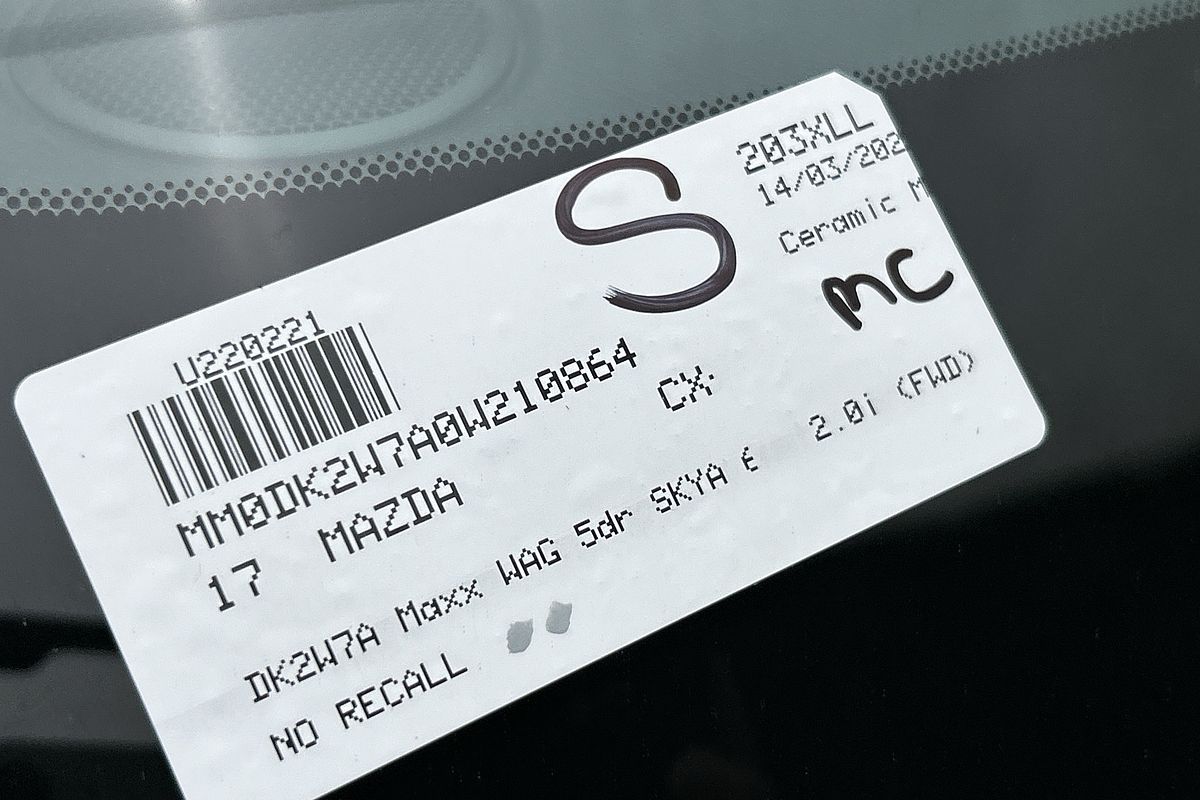 203XLL
14/03/202
Ceramic M
S
MC
U220221
MM0DK2W7A0W210864
17 MAZDA CX-
DK2W7A Maxx WAG 5dr SKYA 6 2.0i (FWD)
NO RECALL